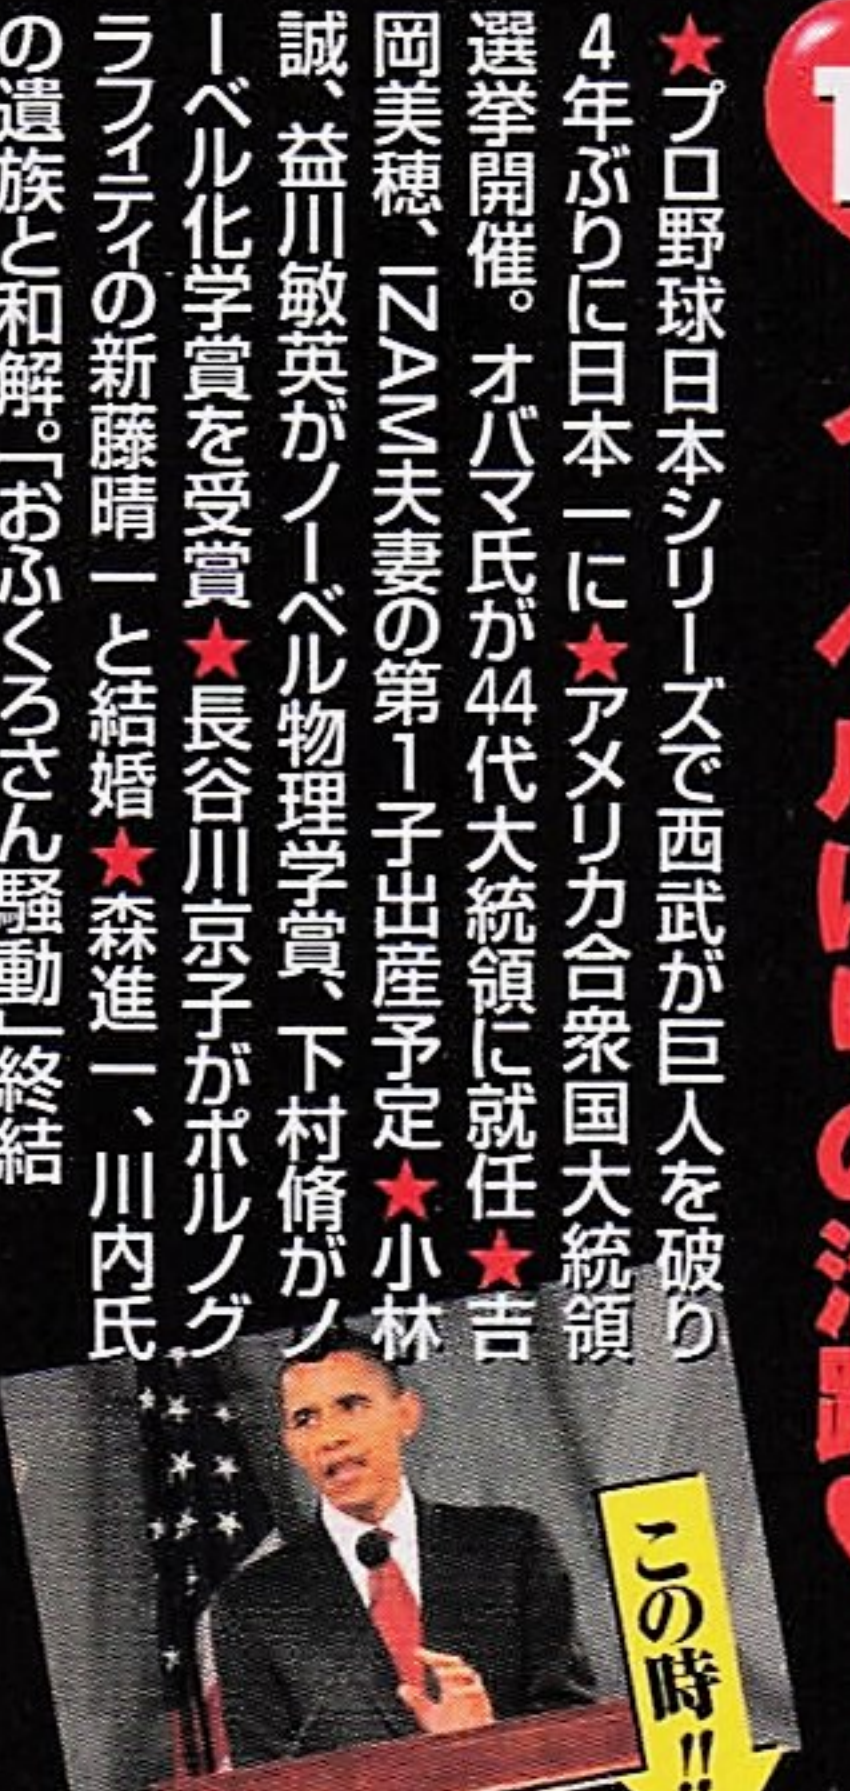 ★プロ野球日本シリーズで西武が巨人を破り
4年ぶりに日本一に★アメリカ合衆国大統領
選挙開催。オバマ氏が44代大統領に就任★吉
岡美穂、IZAM夫妻の第1子出産予定★小林
誠、益川敏英がノーベル物理学賞、下村脩がノ
ーベル化学賞を受賞★長谷川京子がポルノグ
ラフィティの新藤晴一と結婚★森進一、川内氏
の遺族と和解。「おふくろさん騒動」終結
この時!!